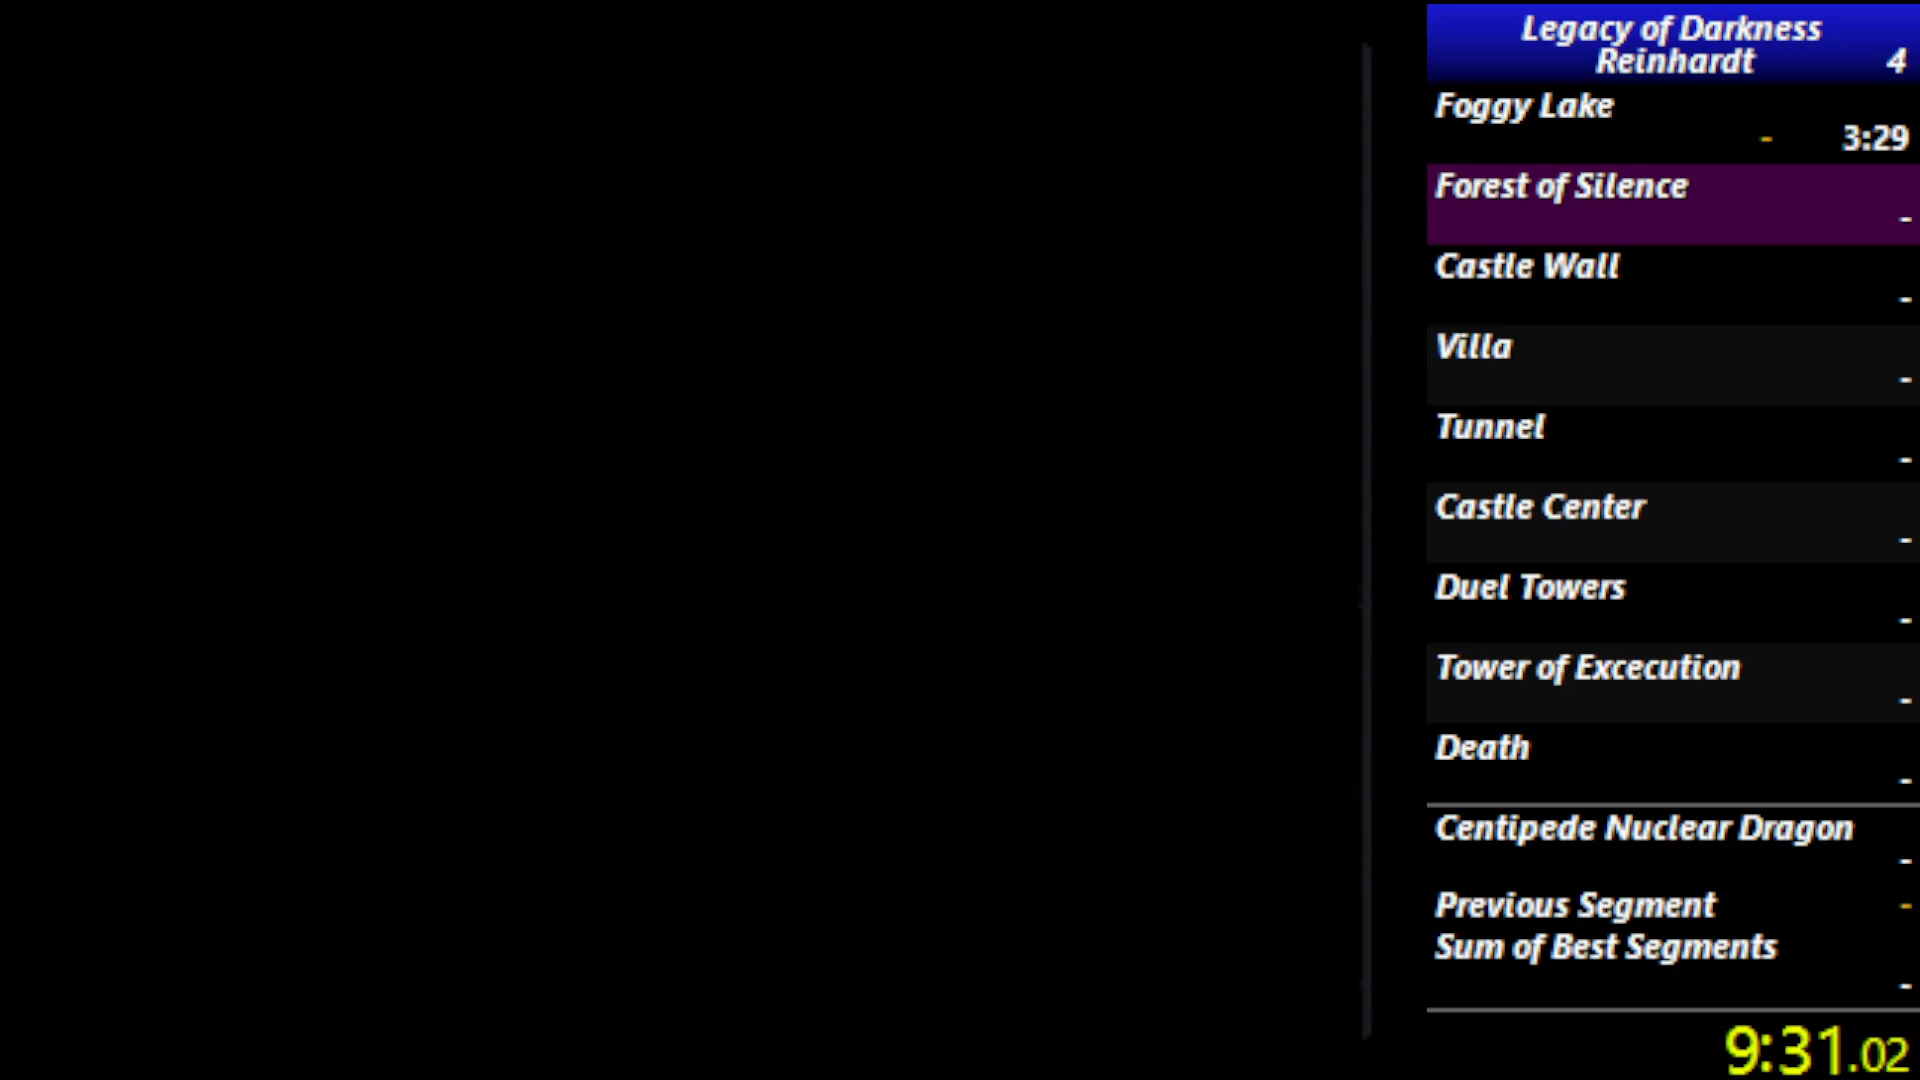 Legacy of Darkness
Reinhardt 4
Foggy Lake
- 3:29
Forest of Silence
-
Castle Wall
-
Villa
-
Tunnel
-
Castle Center
-
Duel Towers
-
Tower of Excecution
-
Death
-
Centipede Nuclear Dragon
-
Previous Segment -
Sum of Best Segments
-
9:31.02